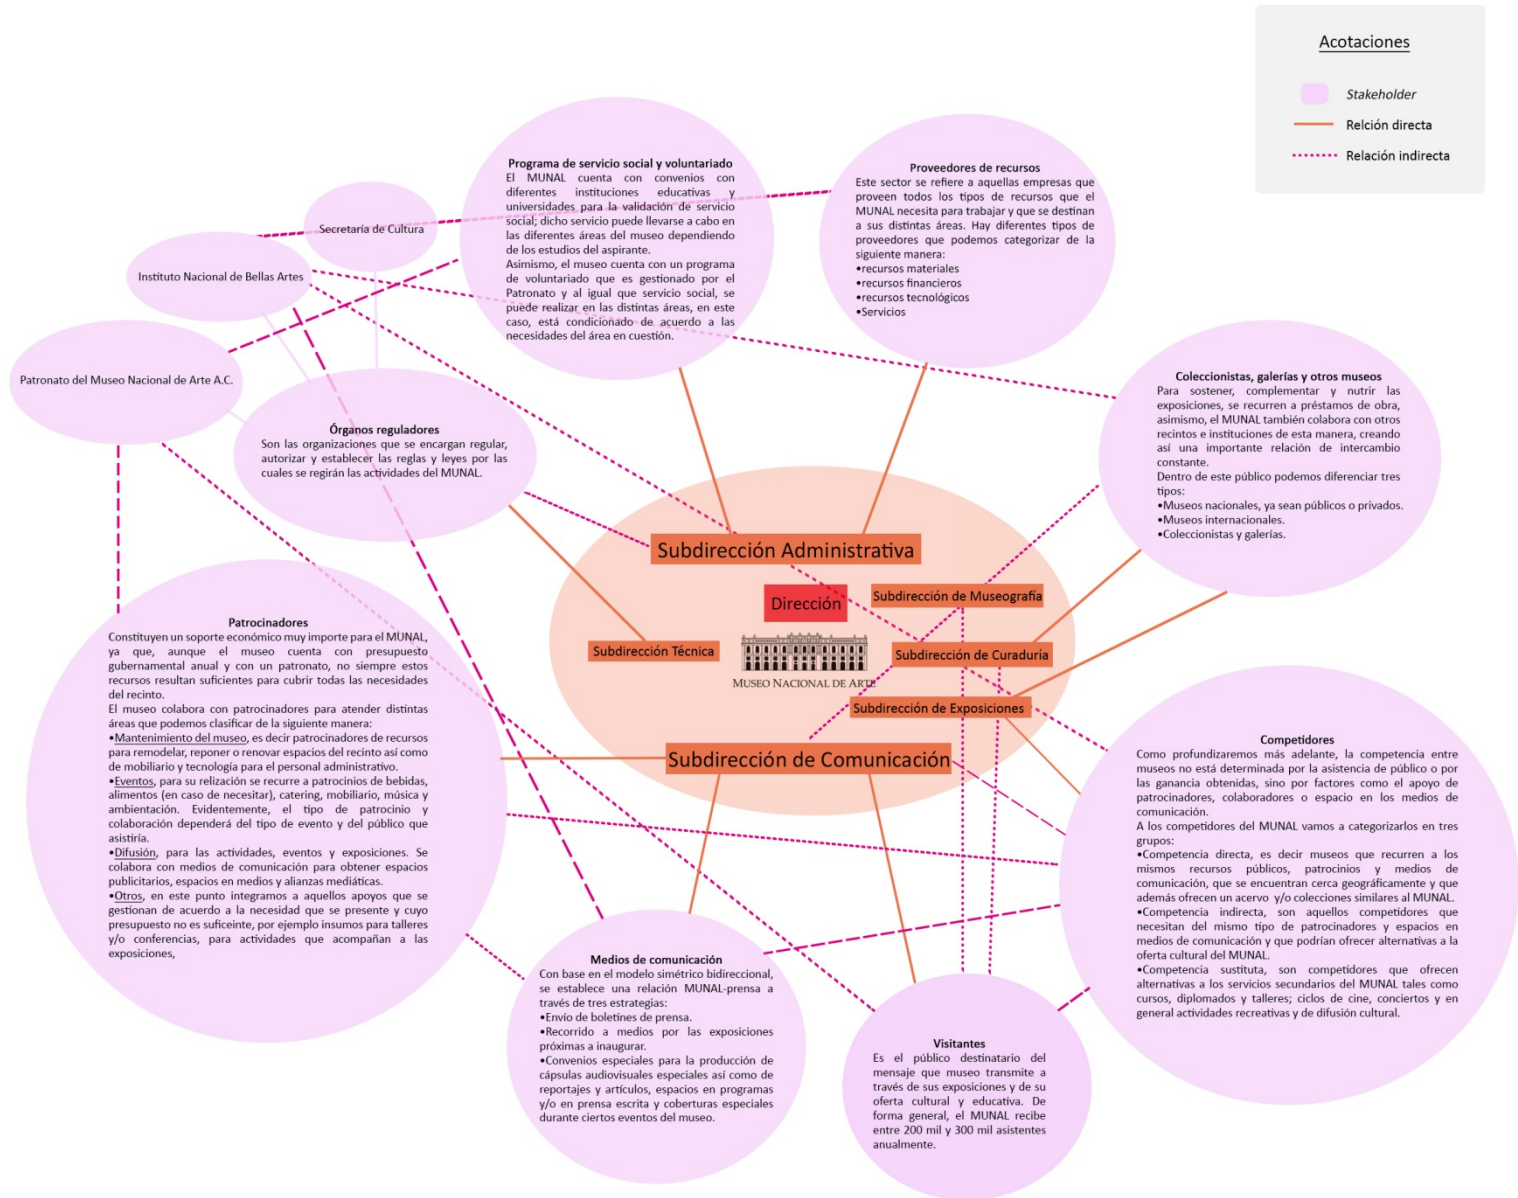 Acotaciones
Stakeholder
Relción directa
Relación indirecta
Programa de servicio social y voluntariado
El MUNAL cuenta con convenios con
diferentes instituciones educativas y
universidades para la validación de servicio
social; dicho servicio puede llevarse a cabo en
las diferentes áreas del museo dependiendo
de los estudios del aspirante.
Asimismo, el museo cuenta con un programa
de voluntariado que es gestionado por el
Patronato y al igual que servicio social, se
puede realizar en las distintas áreas, en este
caso, está condicionado de acuerdo a las
necesidades del área en cuestión.
Proveedores de recursos
Este sector se refiere a aquellas empresas que
proveen todos los tipos de recursos que el
MUNAL necesita para trabajar y que se destinan
a sus distintas áreas. Hay diferentes tipos de
proveedores que podemos categorizar de la
siguiente manera:
•recursos materiales
•recursos financieros
•recursos tecnológicos
•Servicios
Secretaría de Cultura
Instituto Nacional de Bellas Artes
Patronato del Museo Nacional de Arte A.C.
Órganos reguladores
Son las organizaciones que se encargan regular,
autorizar y establecer las reglas y leyes por las
cuales se regirán las actividades del MUNAL.
Coleccionistas, galerías y otros museos
Para sostener, complementar y nutrir las
exposiciones, se recurren a préstamos de obra,
asimismo, el MUNAL también colabora con otros
recintos e instituciones de esta manera, creando
así una importante relación de intercambio
constante.
Dentro de este público podemos diferenciar tres
tipos:
•Museos nacionales, ya sean públicos o privados.
•Museos internacionales.
•Coleccionistas y galerías.
Subdirección Administrativa
Dirección
Subdirección de Museografía
Subdirección Técnica
Subdirección de Curaduría
MUSEO NACIONAL DE ARTE
Subdirección de Exposiciones
Subdirección de Comunicación
Patrocinadores
Constituyen un soporte económico muy importe para el MUNAL,
ya que, aunque el museo cuenta con presupuesto
gubernamental anual y con un patronato, no siempre estos
recursos resultan suficientes para cubrir todas las necesidades
del recinto.
El museo colabora con patrocinadores para atender distintas
áreas que podemos clasificar de la siguiente manera:
•Mantenimiento del museo, es decir patrocinadores de recursos
para remodelar, reponer o renovar espacios del recinto así como
de mobiliario y tecnología para el personal administrativo.
•Eventos, para su relización se recurre a patrocinios de bebidas,
alimentos (en caso de necesitar), catering, mobiliario, música y
ambientación. Evidentemente, el tipo de patrocinio y
colaboración dependerá del tipo de evento y del público que
asistiría.
•Difusión, para las actividades, eventos y exposiciones. Se
colabora con medios de comunicación para obtener espacios
publicitarios, espacios en medios y alianzas mediáticas.
•Otros, en este punto integramos a aquellos apoyos que se
gestionan de acuerdo a la necesidad que se presente y cuyo
presupuesto no es suficeinte, por ejemplo insumos para talleres
y/o conferencias, para actividades que acompañan a las
exposiciones,
Competidores
Como profundizaremos más adelante, la competencia entre
museos no está determinada por la asistencia de público o por
las ganancia obtenidas, sino por factores como el apoyo de
patrocinadores, colaboradores o espacio en los medios de
comunicación.
A los competidores del MUNAL vamos a categorizarlos en tres
grupos:
•Competencia directa, es decir museos que recurren a los
mismos recursos públicos, patrocinios y medios de
comunicación, que se encuentran cerca geográficamente y que
además ofrecen un acervo y/o colecciones similares al MUNAL.
•Competencia indirecta, son aquellos competidores que
necesitan del mismo tipo de patrocinadores y espacios en
medios de comunicación y que podrían ofrecer alternativas a la
oferta cultural del MUNAL.
•Competencia sustituta, son competidores que ofrecen
alternativas a los servicios secundarios del MUNAL tales como
cursos, diplomados y talleres; ciclos de cine, conciertos y en
general actividades recreativas y de difusión cultural.
Medios de comunicación
Con base en el modelo simétrico bidireccional,
se establece una relación MUNAL-prensa a
través de tres estrategias:
•Envío de boletines de prensa.
•Recorrido a medios por las exposiciones
próximas a inaugurar.
•Convenios especiales para la producción de
cápsulas audiovisuales especiales así como de
reportajes y artículos, espacios en programas
y/o en prensa escrita y coberturas especiales
durante ciertos eventos del museo.
Visitantes
Es el público destinatario del
mensaje que museo transmite a
través de sus exposiciones y de su
oferta cultural y educativa. De
forma general, el MUNAL recibe
entre 200 mil y 300 mil asistentes
anualmente.